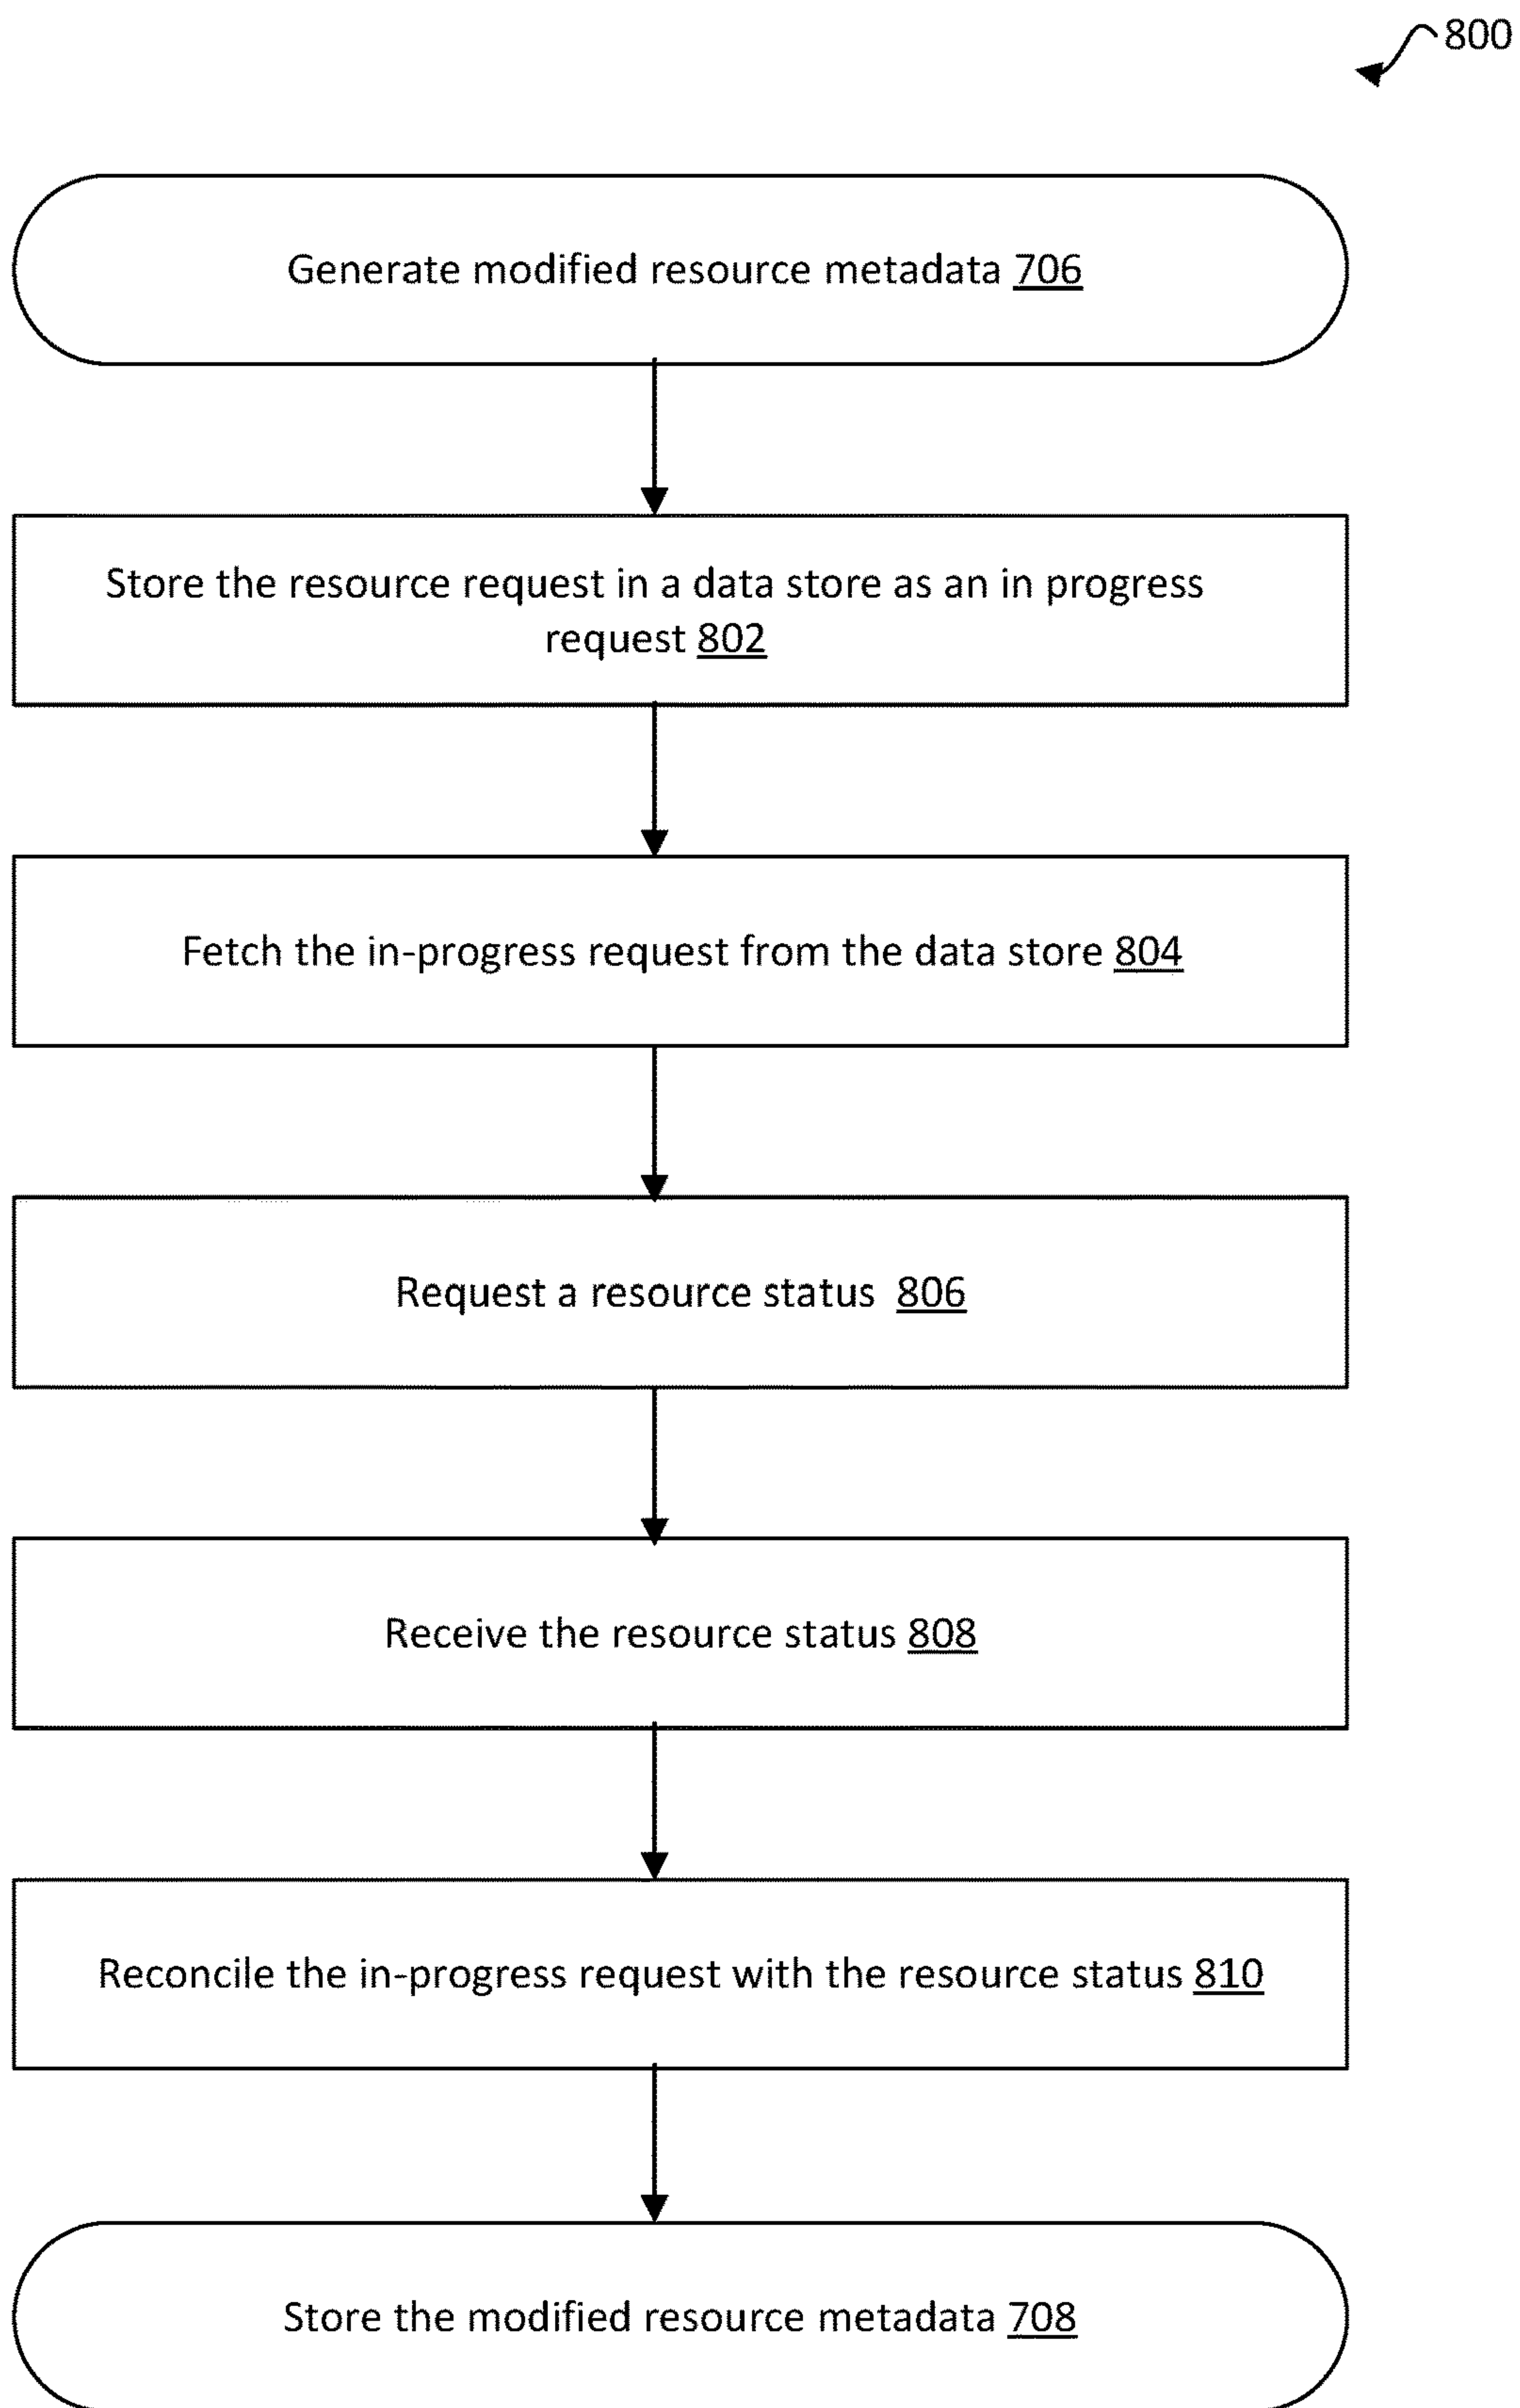 800
Generate modified resource metadata 706
Store the resource request in a data store as an in progress
request 802
Fetch the in-progress request from the data store 804
Request a resource status 806
Receive the resource status 808
Reconcile the in-progress request with the resource status 810
Store the modified resource metadata 708